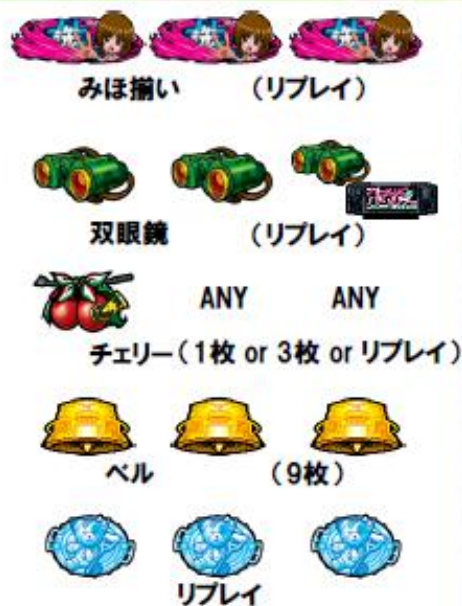 みほ揃い （リプレイ）
双眼鏡 （リプレイ）
ANY ANY
チェリー（1枚 or 3枚 or リプレイ）
ベル （9枚）
リプレイ